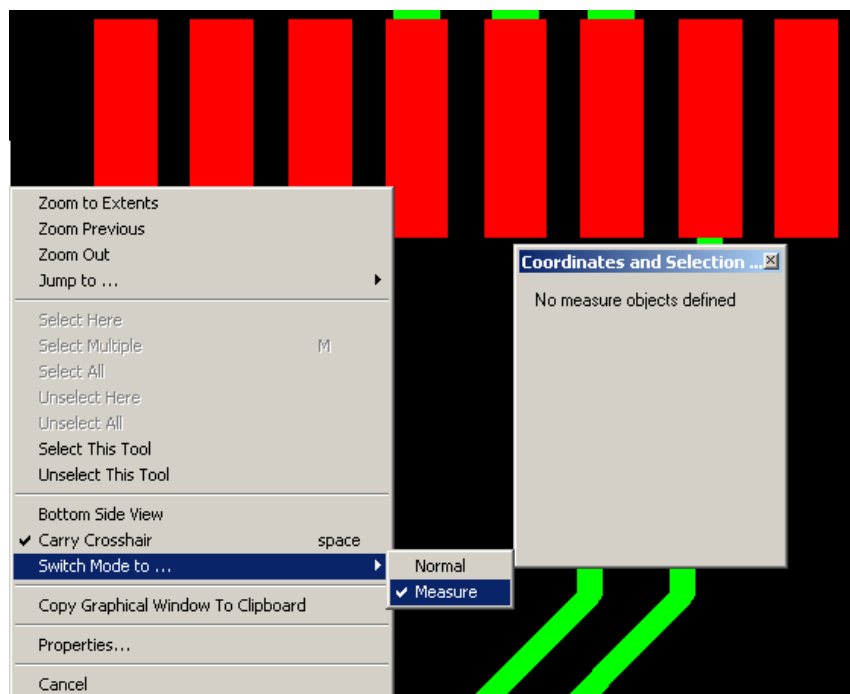 Zoom to Extents
Zoom Previous
Zoom Out
Jump to ...
Select Here
Select Multiple M
Select All
Unselect Here
Unselect All
Select This Tool
Unselect This Tool
Bottom Side View
Carry Crosshair space
Switch Mode to ...
Copy Graphical Window To Clipboard
Properties...
Cancel
Normal
Measure
Coordinates and Selection ...
No measure objects defined